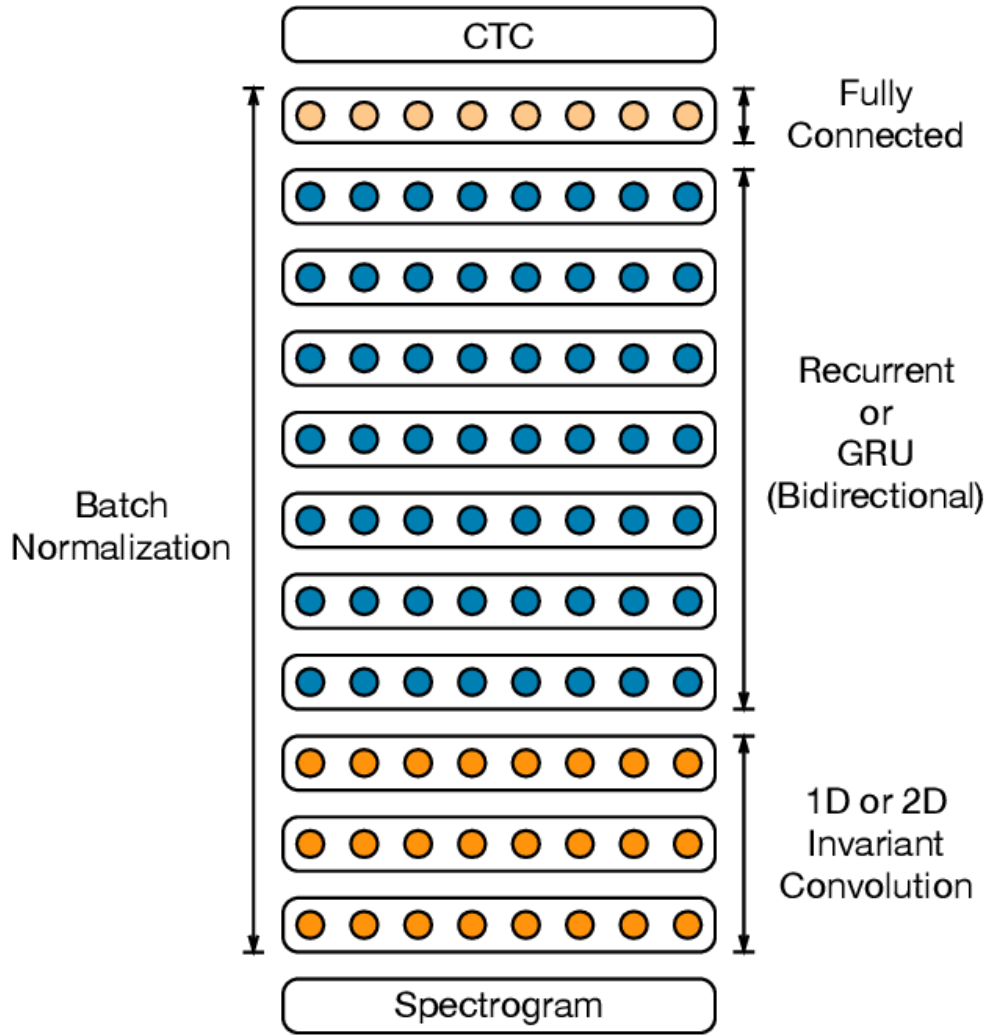 CTC
Fully
Connected
Recurrent
or
GRU
(Bidirectional)
Batch
Normalization
1D or 2D
Invariant
Convolution
Spectrogram